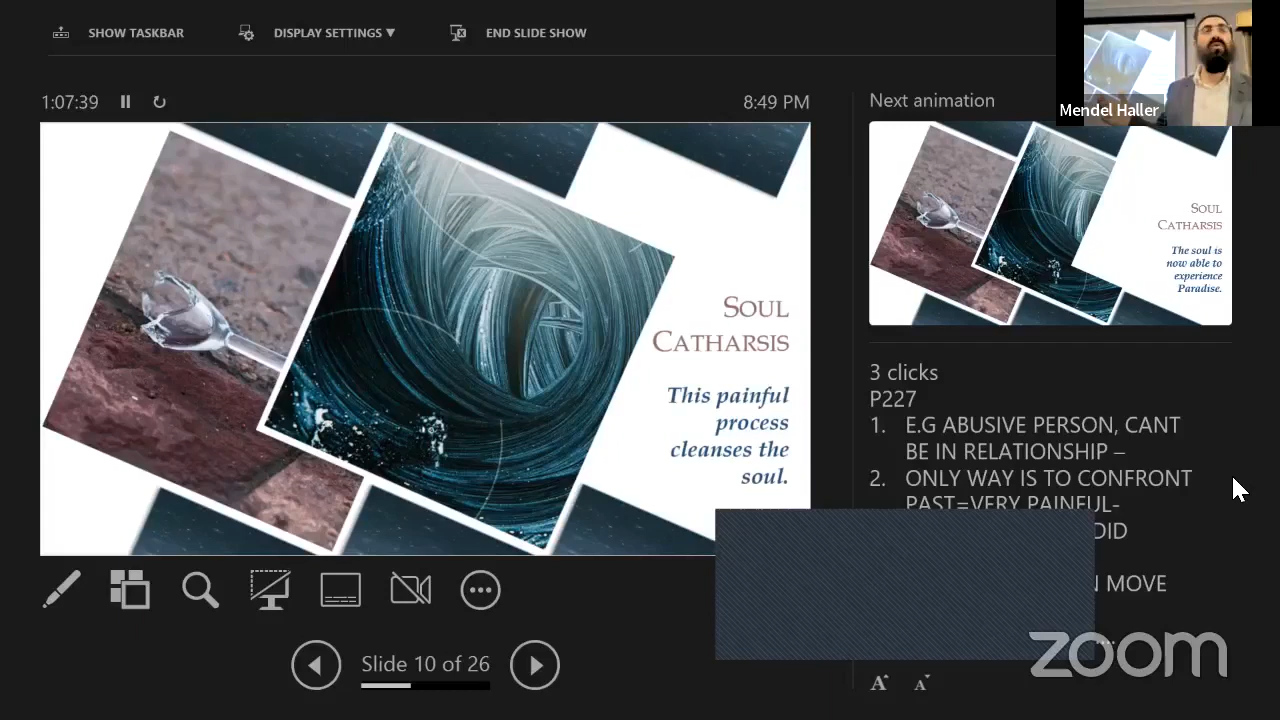 SHOW TASKBAR
DISPLAY SETTINGS ▼
END SLIDE SHOW
Mendel Haller
1:07:39
8:49 PM
SOUL
CATHARSIS
This painful
process
cleanses the
soul.
Next animation
SOUL
CATHARSIS
The soul is
now able to
experience
Paradise.
3 clicks
P227
1. E.G ABUSIVE PERSON, CANT
BE IN RELATIONSHIP –
2. ONLY WAY IS TO CONFRONT
PAST=VERY PAINFUL-
DID
MOVE
Slide 10 of 26
A A
zoom